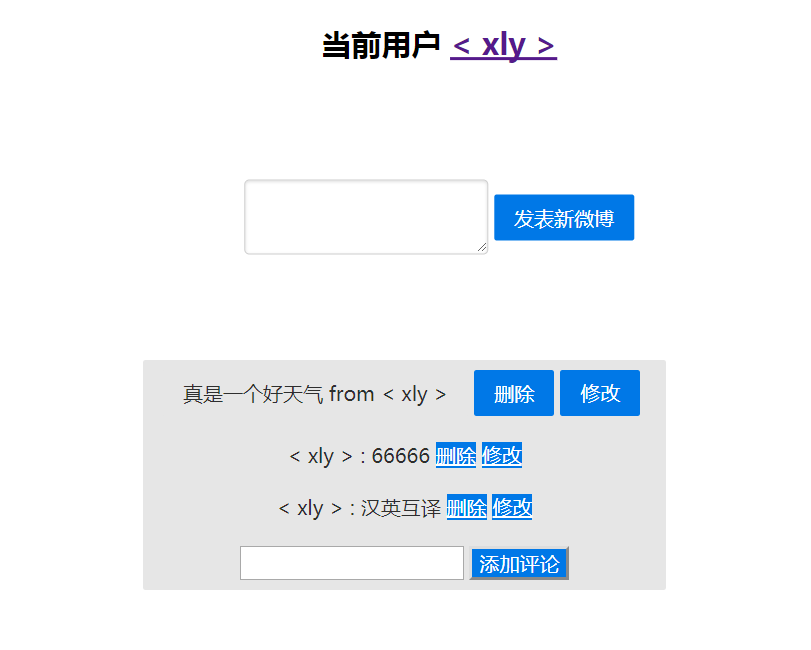 当前用户 < xly >
发表新微博
真是一个好天气 from < xly > 删除 修改
< xly > : 66666 删除 修改
< xly > : 汉英互译 删除 修改
添加评论